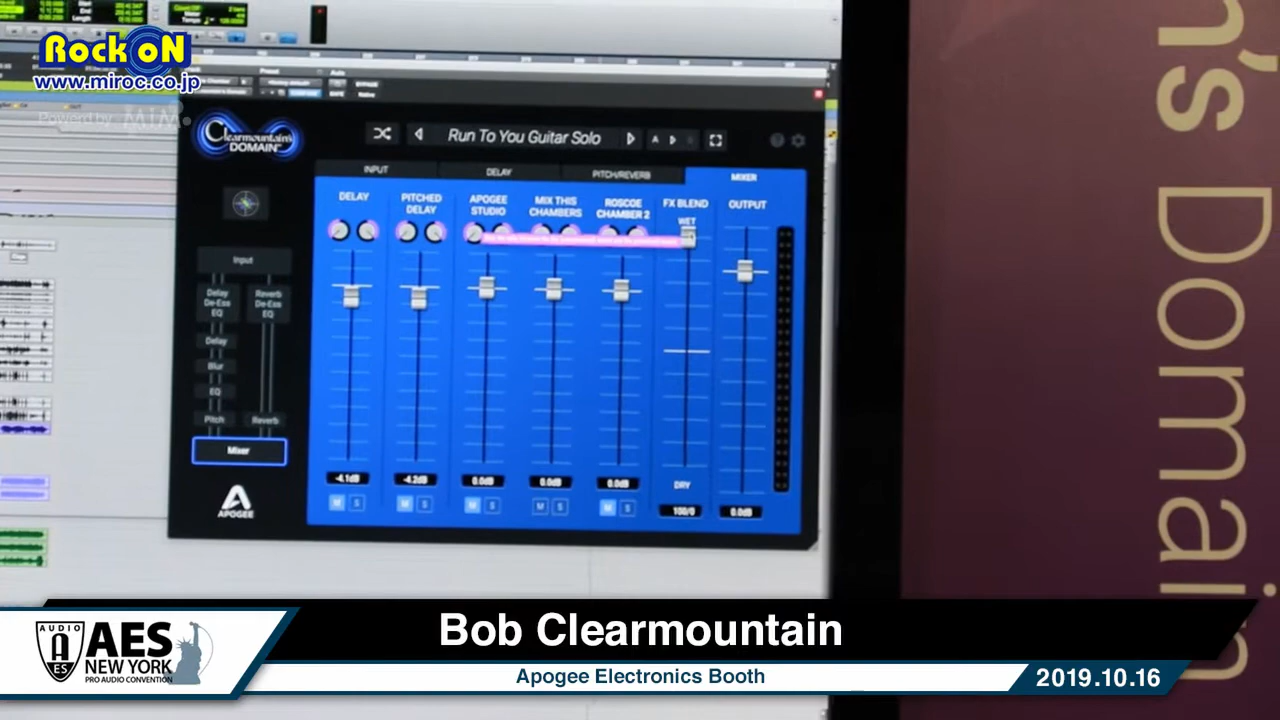 Rock oN
www.miroc.co.jp
Powerd by M.I.M.
Clearmountain's
DOMAIN
Run To You Guitar Solo
A
INPUT
DELAY
PITCH/REVERB
MIXER
DELAY
PITCHED
DELAY
APOGEE
STUDIO
MIX THIS
CHAMBERS
ROSCOE
CHAMBER 2
FX BLEND
WET
OUTPUT
Input
Delay
De-Ess
EQ
Reverb
De-Ess
EQ
Delay
Blur
EQ
Pitch
Reverb
Mixer
APOGEE
-4.1dB
-4.2dB
0.0dB
0.0dB
0.0dB
DRY
100/0
0.0dB
M S
M S
M S
M S
M S
n's Domain
AUDIO
AES
AES
NEW YORK
PRO AUDIO CONVENTION
Bob Clearmountain
Apogee Electronics Booth
2019.10.16